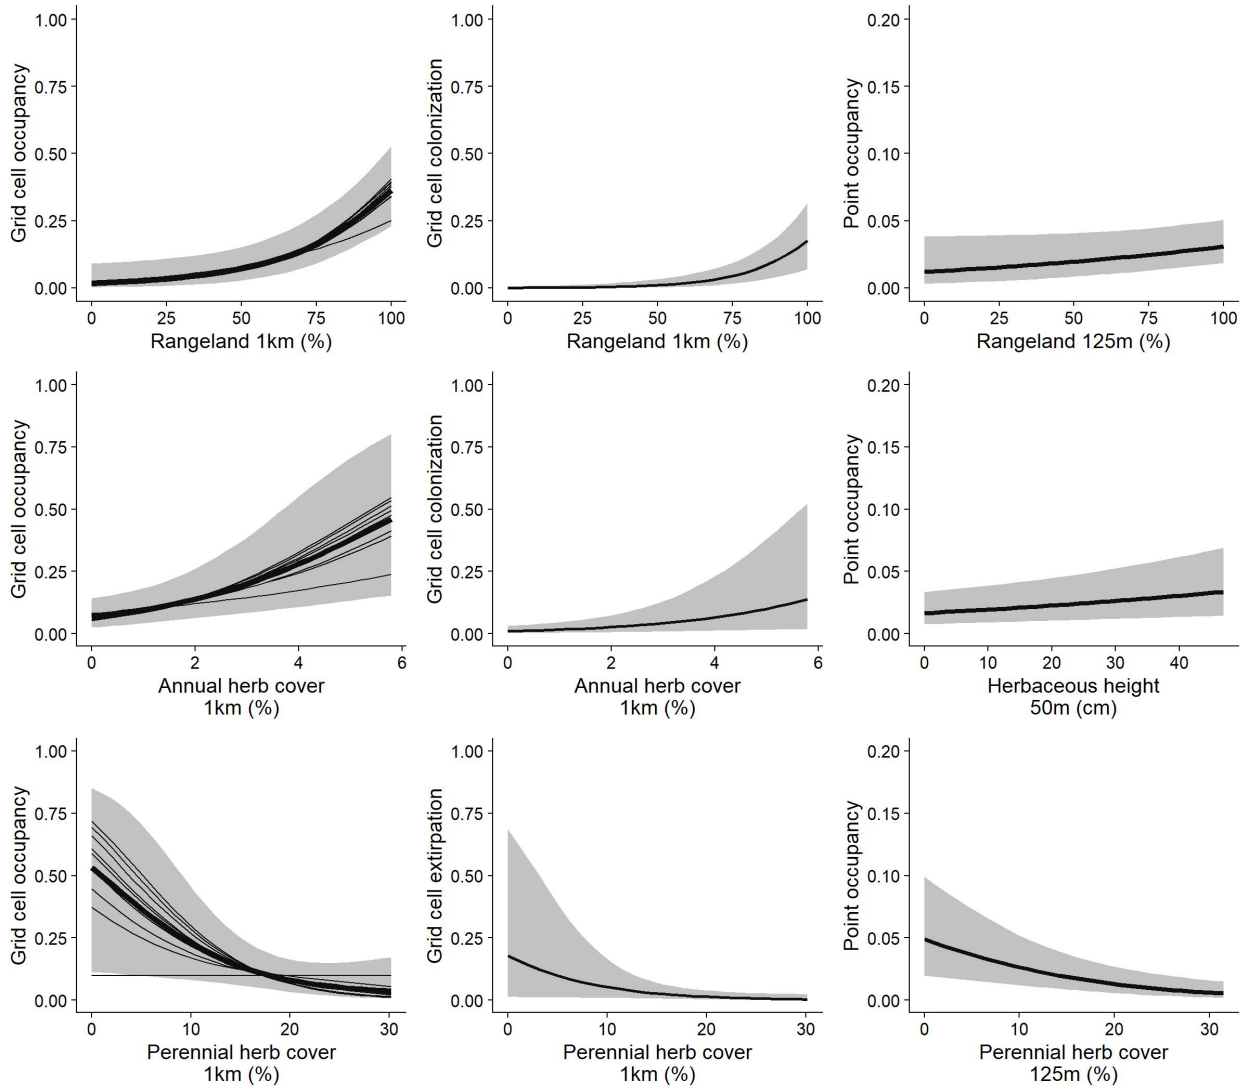 Grid cell occupancy
1.00
0.75
0.50
0.25
0.00
0 25 50 75 100
Rangeland 1km (%)
Grid cell colonization
1.00
0.75
0.50
0.25
0.00
0 25 50 75 100
Rangeland 1km (%)
Point occupancy
0.20
0.15
0.10
0.05
0.00
0 25 50 75 100
Rangeland 125m (%)
Grid cell occupancy
1.00
0.75
0.50
0.25
0.00
0 2 4 6
Annual herb cover
1km (%)
Grid cell colonization
1.00
0.75
0.50
0.25
0.00
0 2 4 6
Annual herb cover
1km (%)
Point occupancy
0.20
0.15
0.10
0.05
0.00
0 10 20 30 40
Herbaceous height
50m (cm)
Grid cell occupancy
1.00
0.75
0.50
0.25
0.00
0 10 20 30
Perennial herb cover
1km (%)
Grid cell extirpation
1.00
0.75
0.50
0.25
0.00
0 10 20 30
Perennial herb cover
1km (%)
Point occupancy
0.20
0.15
0.10
0.05
0.00
0 10 20 30
Perennial herb cover
125m (%)